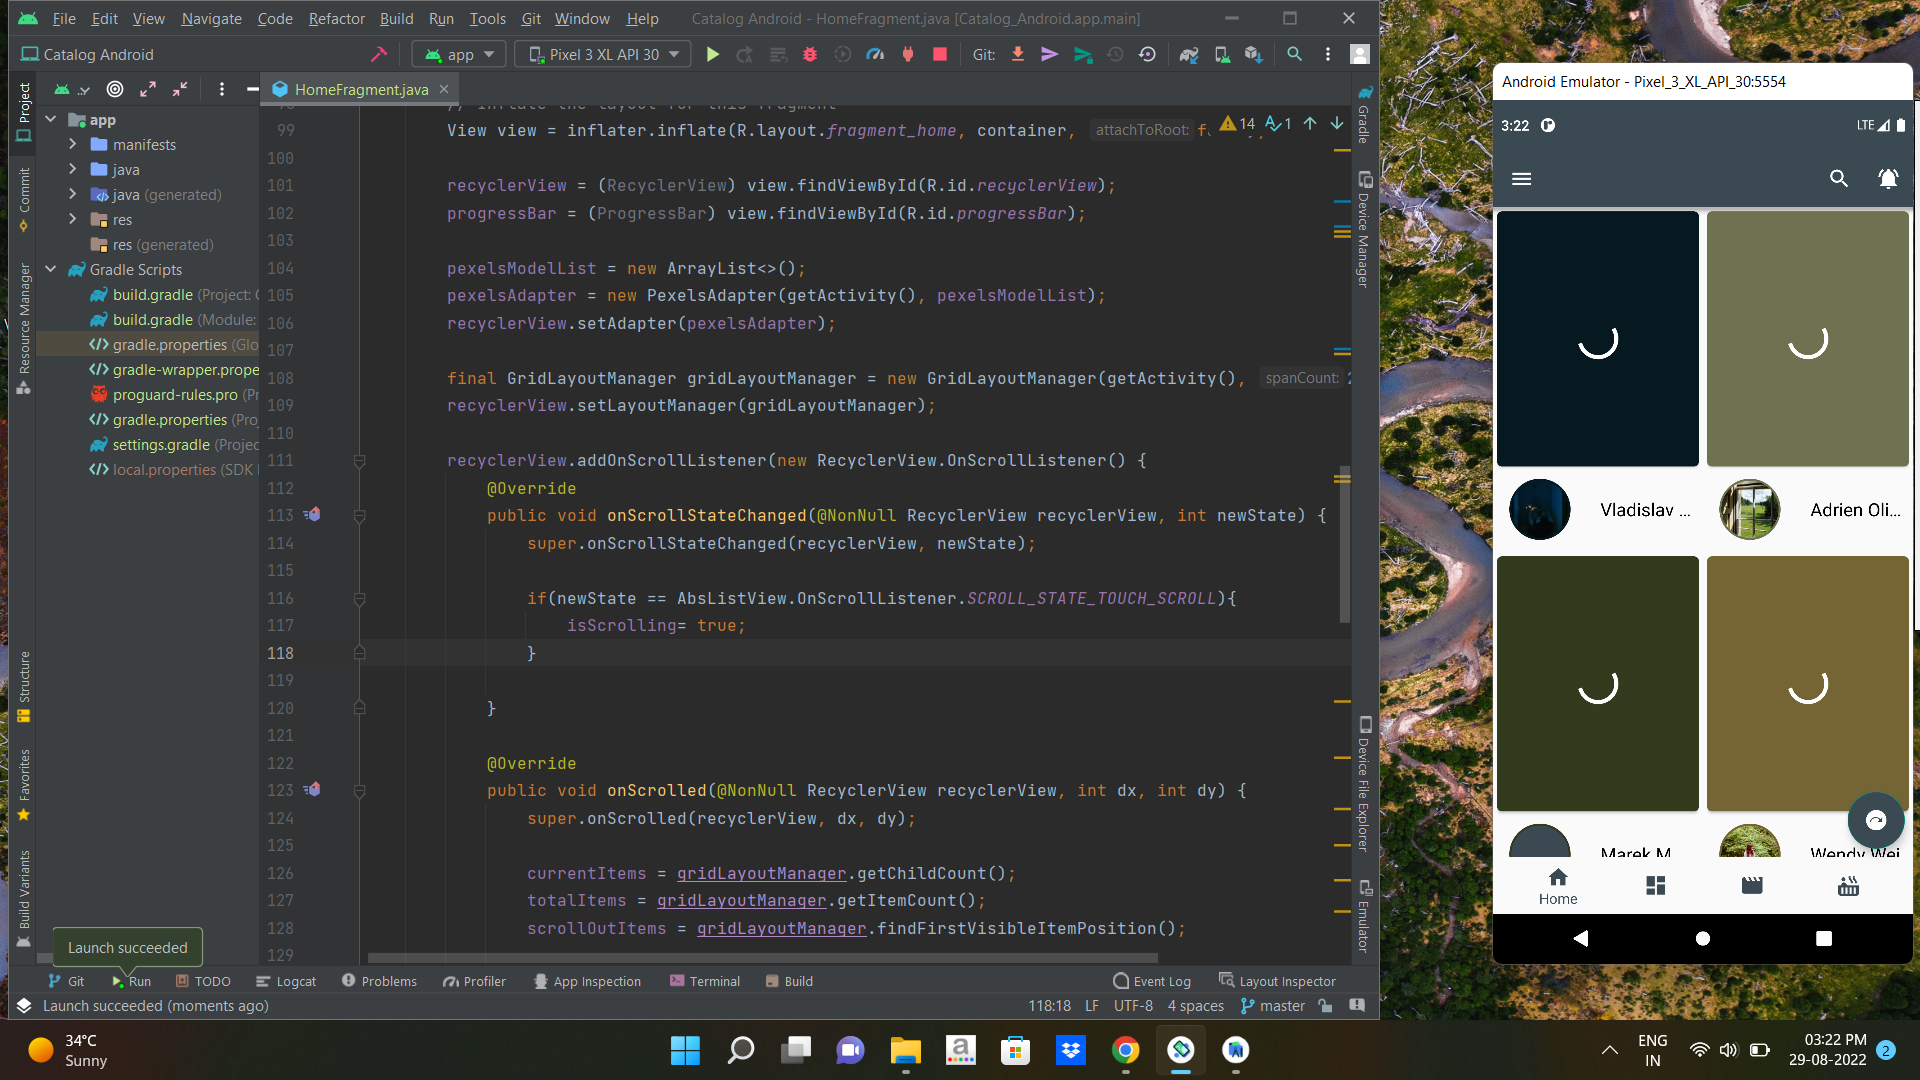 File Edit View Navigate Code Refactor Build Run Tools Git Window Help Catalog Android - HomeFragment.java [Catalog_Android.app.main]
Catalog Android app Pixel 3 XL API 30 Git:
HomeFragment.java
Project
Commit
Resource Manager
Structure
Favorites
Build Variants
app
manifests
java
java (generated)
res
res (generated)
Gradle Scripts
build.gradle (Project:
build.gradle (Module:
gradle.properties (Glo
gradle-wrapper.prope
proguard-rules.pro (Pr
gradle.properties (Pro
settings.gradle (Projec
local.properties (SDK
// Inflate the layout for this fragment
99 View view = inflater.inflate(R.layout.fragment_home, container, attachToRoot: f 14 1
100
101 recyclerView = (RecyclerView) view.findViewById(R.id.recyclerView);
102 progressBar = (ProgressBar) view.findViewById(R.id.progressBar);
103
104 pexelsModelList = new ArrayList<>();
105 pexelsAdapter = new PexelsAdapter(getActivity(), pexelsModelList);
106 recyclerView.setAdapter(pexelsAdapter);
107
108 final GridLayoutManager gridLayoutManager = new GridLayoutManager(getActivity(), spanCount: 2
109 recyclerView.setLayoutManager(gridLayoutManager);
110
111 recyclerView.addOnScrollListener(new RecyclerView.OnScrollListener() {
112 @Override
113 public void onScrollStateChanged(@NonNull RecyclerView recyclerView, int newState) {
114 super.onScrollStateChanged(recyclerView, newState);
115
116 if(newState == AbsListView.OnScrollListener.SCROLL_STATE_TOUCH_SCROLL){
117 isScrolling= true;
118 }
119
120 }
121
122 @Override
123 public void onScrolled(@NonNull RecyclerView recyclerView, int dx, int dy) {
124 super.onScrolled(recyclerView, dx, dy);
125
126 currentItems = gridLayoutManager.getChildCount();
127 totalItems = gridLayoutManager.getItemCount();
128 scrollOutItems = gridLayoutManager.findFirstVisibleItemPosition();
129
Gradle
Device Manager
Device File Explorer
Emulator
Launch succeeded
Git Run TODO Logcat Problems Profiler App Inspection Terminal Build Event Log Layout Inspector
Launch succeeded (moments ago) 118:18 LF UTF-8 4 spaces master
Android Emulator - Pixel_3_XL_API_30:5554
3:22 LTE
Vladislav ... Adrien Oli...
Marek M Wendy Wei
Home
34°C
Sunny
ENG
IN
03:22 PM
29-08-2022
2